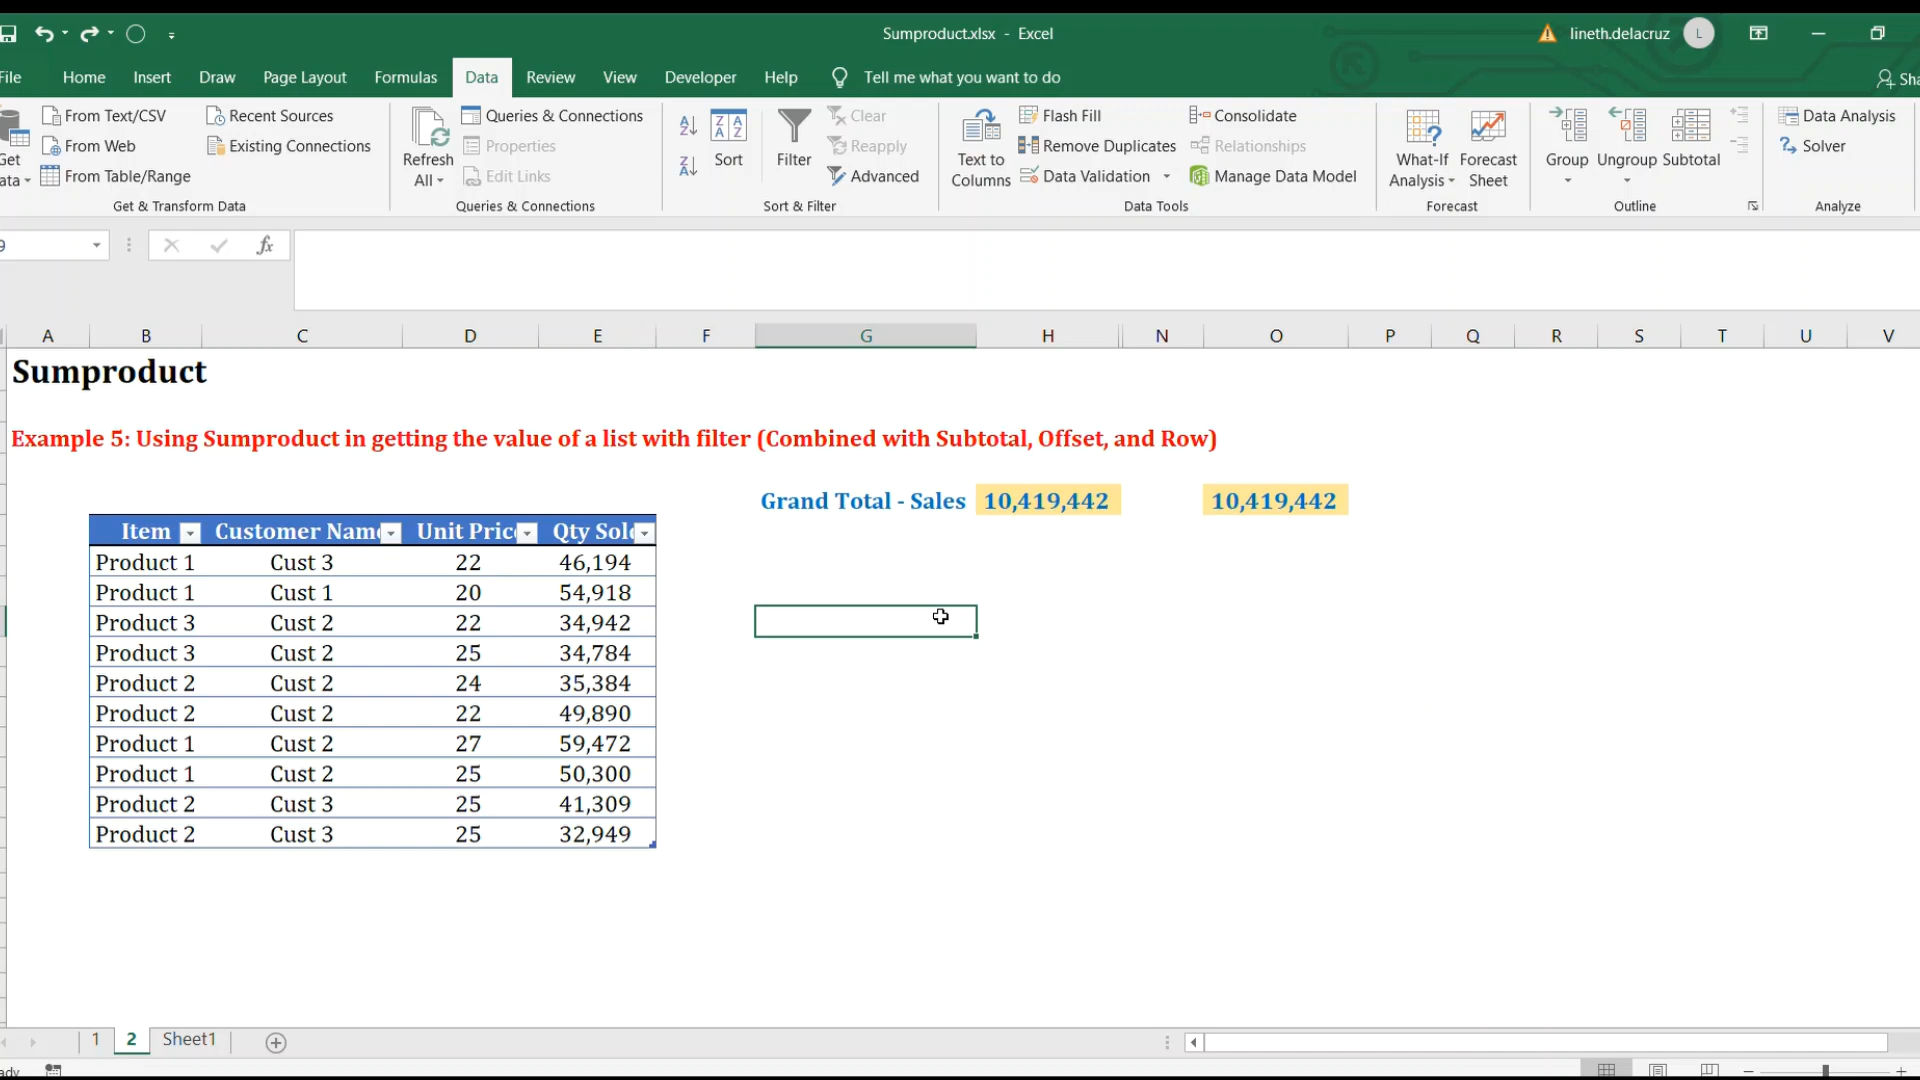 Sumproduct.xlsx - Excel
lineth.delacruz
L
File Home Insert Draw Page Layout Formulas Data Review View Developer Help Tell me what you want to do
From Text/CSV
From Web
From Table/Range
Recent Sources
Existing Connections
Get & Transform Data
Refresh
All
Queries & Connections
Properties
Edit Links
Queries & Connections
Sort
Filter
Clear
Reapply
Advanced
Sort & Filter
Text to
Columns
Flash Fill
Remove Duplicates
Data Validation
Consolidate
Relationships
Manage Data Model
Data Tools
What-If
Analysis
Forecast
Sheet
Forecast
Group
Ungroup
Subtotal
Outline
Data Analysis
Solver
Analyze
9
fx
A B C D E F G H N O P Q R S T U V
Sumproduct
Example 5: Using Sumproduct in getting the value of a list with filter (Combined with Subtotal, Offset, and Row)
Grand Total - Sales 10,419,442 10,419,442
Item Customer Nam Unit Pric Qty Sol
Product 1 Cust 3 22 46,194
Product 1 Cust 1 20 54,918
Product 3 Cust 2 22 34,942
Product 3 Cust 2 25 34,784
Product 2 Cust 2 24 35,384
Product 2 Cust 2 22 49,890
Product 1 Cust 2 27 59,472
Product 1 Cust 2 25 50,300
Product 2 Cust 3 25 41,309
Product 2 Cust 3 25 32,949
1 2 Sheet1